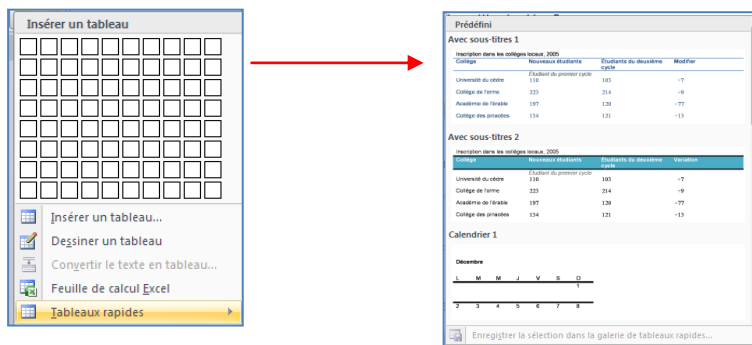 Insérer un tableau
Insérer un tableau...
Dessiner un tableau
Convertir le texte en tableau...
Feuille de calcul Excel
Tableaux rapides
Prédéfini
Avec sous-titres 1
Inscription dans les collèges locaux, 2005
Collège Nouveaux étudiants Étudiants du deuxième cycle Modifier
Étudiant du premier cycle
Université du cèdre 110 103 +7
Collège de l'orme 223 214 +9
Académie de l'érable 197 120 +77
Collège des pinacées 134 121 +13
Avec sous-titres 2
Inscription dans les collèges locaux, 2005
Collège Nouveaux étudiants Étudiants du deuxième cycle Variation
Étudiant du premier cycle
Université du cèdre 110 103 +7
Collège de l'orme 223 214 +9
Académie de l'érable 197 120 +77
Collège des pinacées 134 121 +13
Calendrier 1
Décembre
L M M J V S D
1
2 3 4 5 6 7 8
Enregistrer la sélection dans la galerie de tableaux rapides...